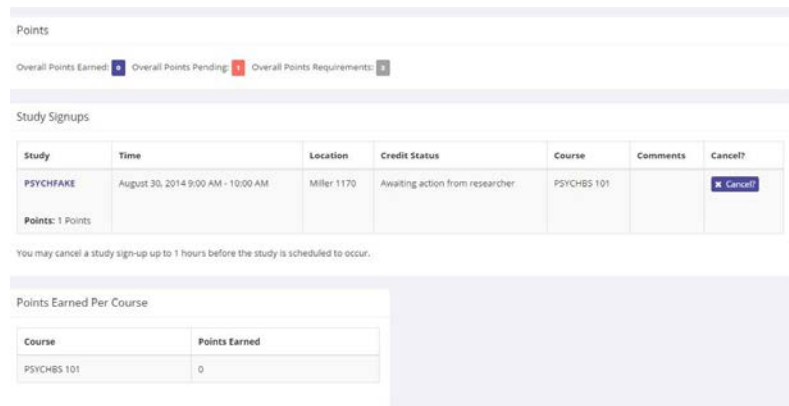 Points
Overall Points Earned: 0 Overall Points Pending: 1 Overall Points Requirements:
Study Signups
Study Time Location Credit Status Course Comments Cancel?
PSYCHFAKE August 30, 2014 9:00 AM - 10:00 AM Miller 1170 Awaiting action from researcher PSYCHBS 101 Cancel?
Points: 1 Points
You may cancel a study sign-up up to 1 hours before the study is scheduled to occur.
Points Earned Per Course
Course Points Earned
PSYCHBS 101 0